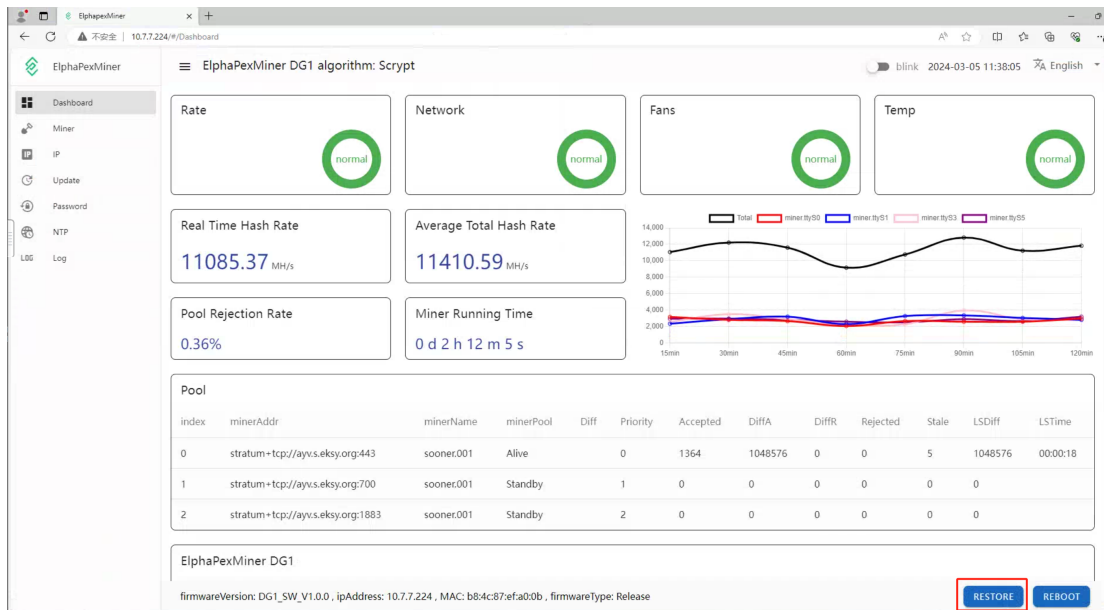 ElphapexMiner
不安全 | 10.7.7.224/#/Dashboard
ElphaPexMiner
ElphaPexMiner DG1 algorithm: Scrypt
blink 2024-03-05 11:38:05 English
Dashboard
Miner
IP IP
Update
Password
NTP
LOG Log
Rate
normal
Network
normal
Fans
normal
Temp
normal
Real Time Hash Rate
11085.37 MH/s
Average Total Hash Rate
11410.59 MH/s
Pool Rejection Rate
0.36%
Miner Running Time
0 d 2 h 12 m 5 s
Total miner.ttyS0 miner.ttyS1 miner.ttyS3 miner.ttyS5
14,000
12,000
10,000
8,000
6,000
4,000
2,000
0
15min 30min 45min 60min 75min 90min 105min 120min
Pool
index minerAddr minerName minerPool Diff Priority Accepted DiffA DiffR Rejected Stale LSDiff LSTime
0 stratum+tcp://ayv.s.eksy.org:443 sooner.001 Alive 0 1364 1048576 0 0 5 1048576 00:00:18
1 stratum+tcp://ayv.s.eksy.org:700 sooner.001 Standby 1 0 0 0 0 0 0
2 stratum+tcp://ayv.s.eksy.org:1883 sooner.001 Standby 2 0 0 0 0 0 0
ElphaPexMiner DG1
firmwareVersion: DG1_SW_V1.0.0 , ipAddress: 10.7.7.224 , MAC: b8:4c:87:ef:a0:0b , firmwareType: Release
RESTORE REBOOT